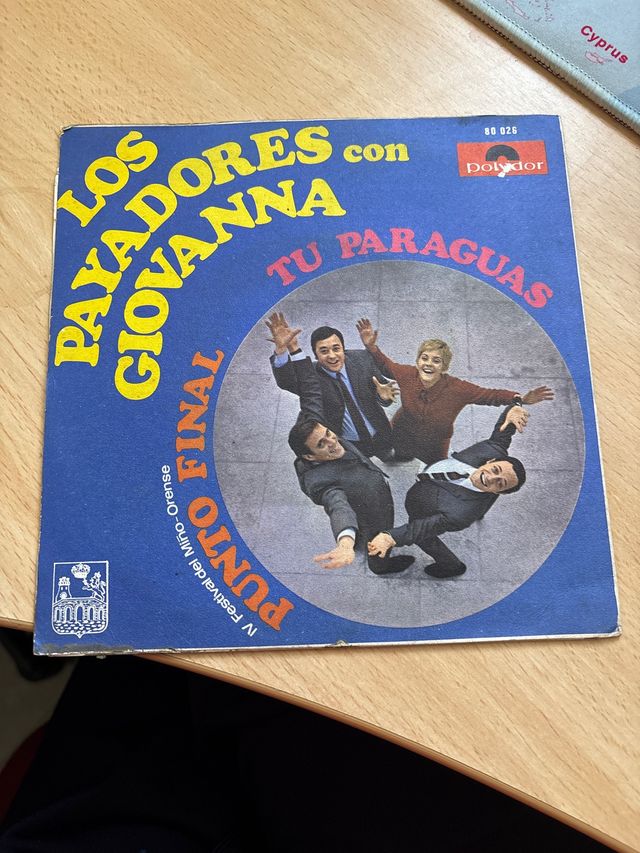 Cyprus
80 026
polydor
LOS
PAYADORES con
GIOVANNA
TU PARAGUAS
PUNTO FINAL
IV Festival del Miño-Orense